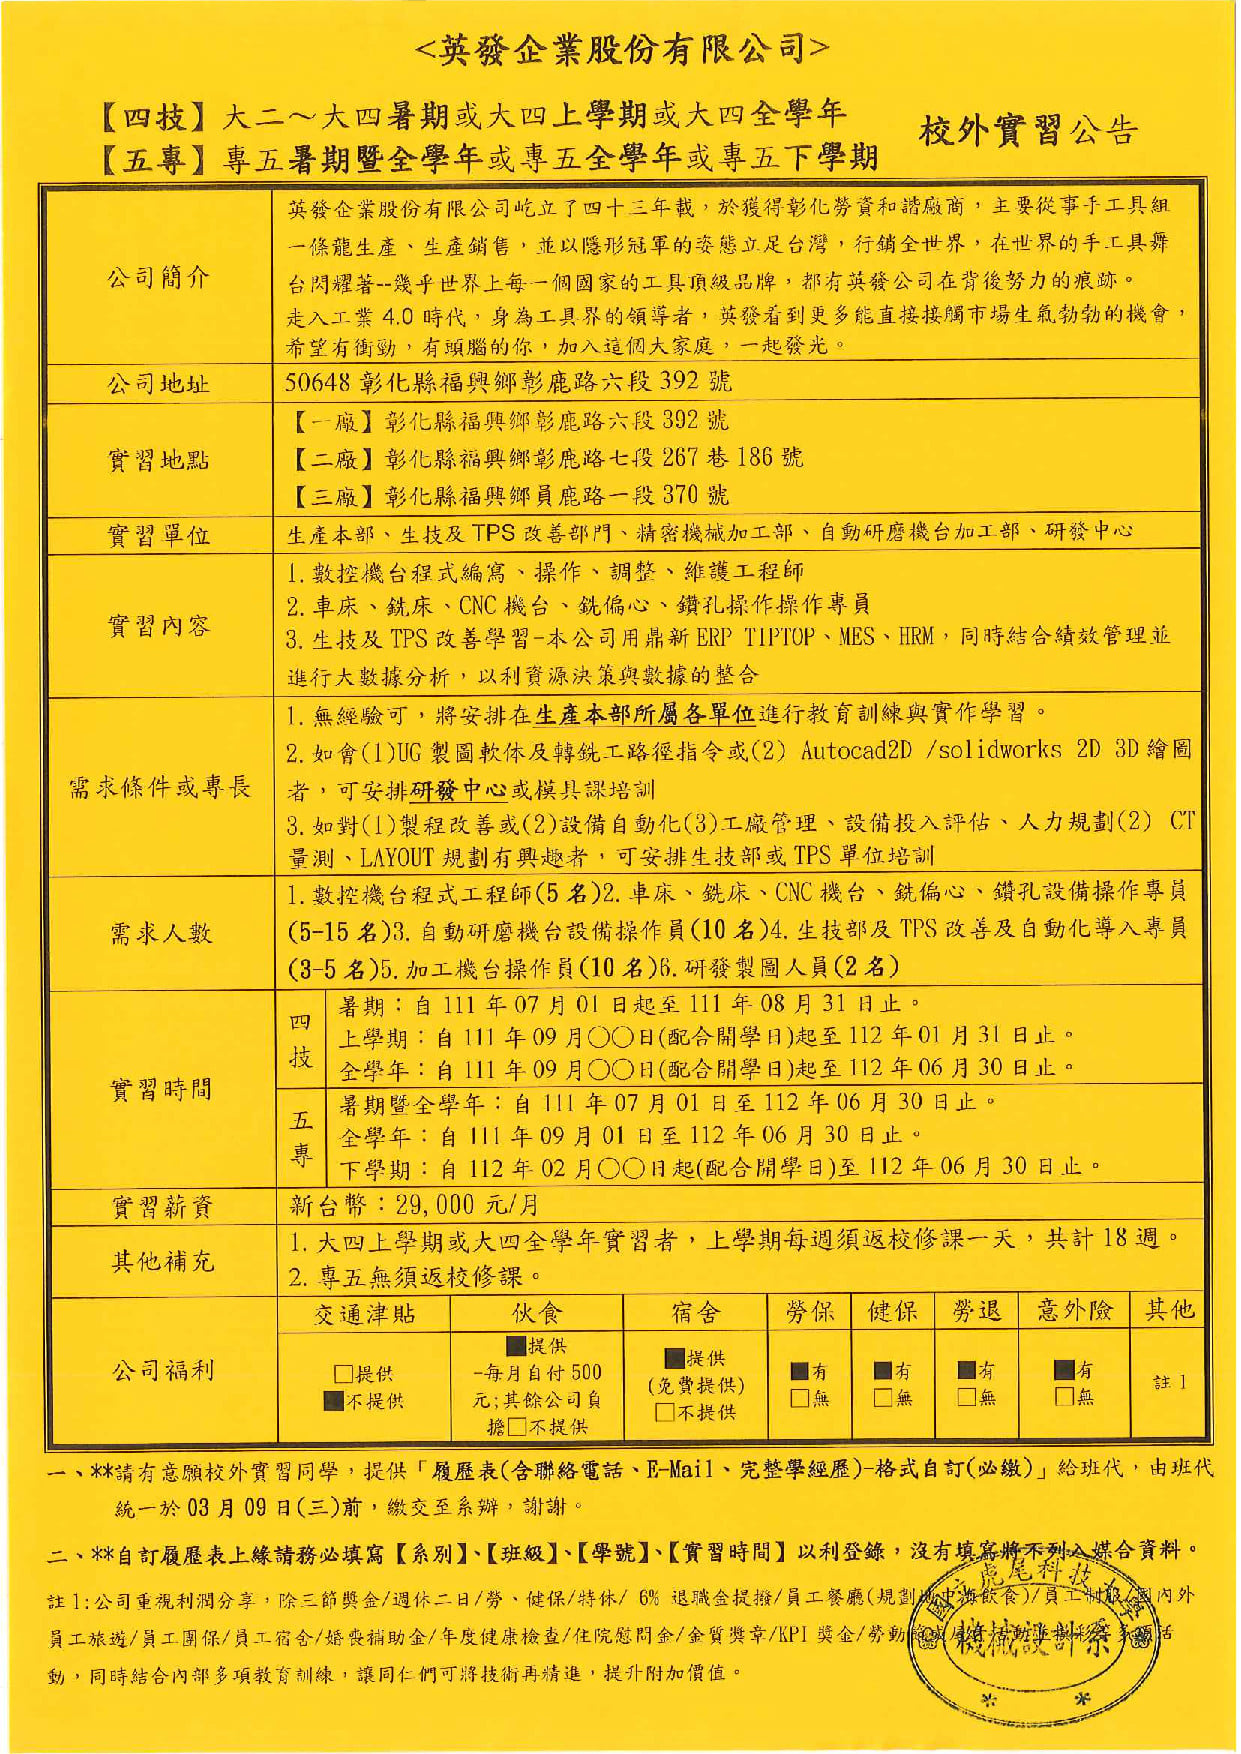 <英發企業股份有限公司>
【四技】大二～大四暑期或大四上學期或大四全學年
【五專】專五暑期暨全學年或專五全學年或專五下學期
校外實習公告
公司簡介
英發企業股份有限公司屹立了四十三年載，於獲得彰化勞資和諧廠商，主要從事手工具組
一條龍生產、生產銷售，並以隱形冠軍的姿態立足台灣，行銷全世界，在世界的手工具舞
台閃耀著--幾乎世界上每一個國家的工具頂級品牌，都有英發公司在背後努力的痕跡。
走入工業 4.0 時代，身為工具界的領導者，英發看到更多能直接接觸市場生氣勃勃的機會，
希望有衝勁，有頭腦的你，加入這個大家庭，一起發光。
公司地址
50648 彰化縣福興鄉彰鹿路六段 392 號
實習地點
【一廠】彰化縣福興鄉彰鹿路六段 392 號
【二廠】彰化縣福興鄉彰鹿路七段 267 巷 186 號
【三廠】彰化縣福興鄉員鹿路一段 370 號
實習單位
生產本部、生技及 TPS 改善部門、精密機械加工部、自動研磨機台加工部、研發中心
實習內容
1. 數控機台程式編寫、操作、調整、維護工程師
2. 車床、銑床、CNC 機台、銑偏心、鑽孔操作操作專員
3. 生技及 TPS 改善學習-本公司用鼎新 ERP TIPTOP、MES、HRM，同時結合績效管理並
進行大數據分析，以利資源決策與數據的整合
需求條件或專長
1. 無經驗可，將安排在生產本部所屬各單位進行教育訓練與實作學習。
2. 如會(1)UG 製圖軟体及轉銑工路徑指令或(2) Autocad2D /solidworks 2D 3D 繪圖
者，可安排研發中心或模具課培訓
3. 如對(1)製程改善或(2)設備自動化(3)工廠管理、設備投入評估、人力規劃(2) CT
量測、LAYOUT 規劃有興趣者，可安排生技部或 TPS 單位培訓
需求人數
1. 數控機台程式工程師(5 名)2. 車床、銑床、CNC 機台、銑偏心、鑽孔設備操作專員
(5-15 名)3. 自動研磨機台設備操作員(10 名)4. 生技部及 TPS 改善及自動化導入專員
(3-5 名)5. 加工機台操作員(10 名)6. 研發製圖人員(2 名)
實習時間
四技
暑期：自 111 年 07 月 01 日起至 111 年 08 月 31 日止。
上學期：自 111 年 09 月○○日(配合開學日)起至 112 年 01 月 31 日止。
全學年：自 111 年 09 月○○日(配合開學日)起至 112 年 06 月 30 日止。
五專
暑期暨全學年：自 111 年 07 月 01 日至 112 年 06 月 30 日止。
全學年：自 111 年 09 月 01 日至 112 年 06 月 30 日止。
下學期：自 112 年 02 月○○日起(配合開學日)至 112 年 06 月 30 日止。
實習薪資
新台幣：29,000 元/月
其他補充
1. 大四上學期或大四全學年實習者，上學期每週須返校修課一天，共計 18 週。
2. 專五無須返校修課。
公司福利
交通津貼 伙食 宿舍 勞保 健保 勞退 意外險 其他
□提供
■不提供
■提供
-每月自付 500
元;其餘公司負
擔□不提供
■提供
(免費提供)
□不提供
■有
□無
■有
□無
■有
□無
■有
□無
註 1
一、**請有意願校外實習同學，提供「履歷表(含聯絡電話、E-Mail、完整學經歷)-格式自訂(必繳)」給班代，由班代
統一於 03 月 09 日(三)前，繳交至系辦，謝謝。
二、**自訂履歷表上緣請務必填寫【系別】、【班級】、【學號】、【實習時間】以利登錄，沒有填寫將不列入媒合資料。
註 1:公司重視利潤分享，除三節獎金/週休二日/勞、健保/特休/ 6% 退職金提撥/員工餐廳(規劃地中海飲食)/員工制服/國內外
員工旅遊/員工團保/員工宿舍/婚喪補助金/年度健康檢查/住院慰問金/金質獎章/KPI 獎金/勞動
動，同時結合內部多項教育訓練，讓同仁們可將技術再精進，提升附加價值。
國立虎尾科技大學
機械設計系